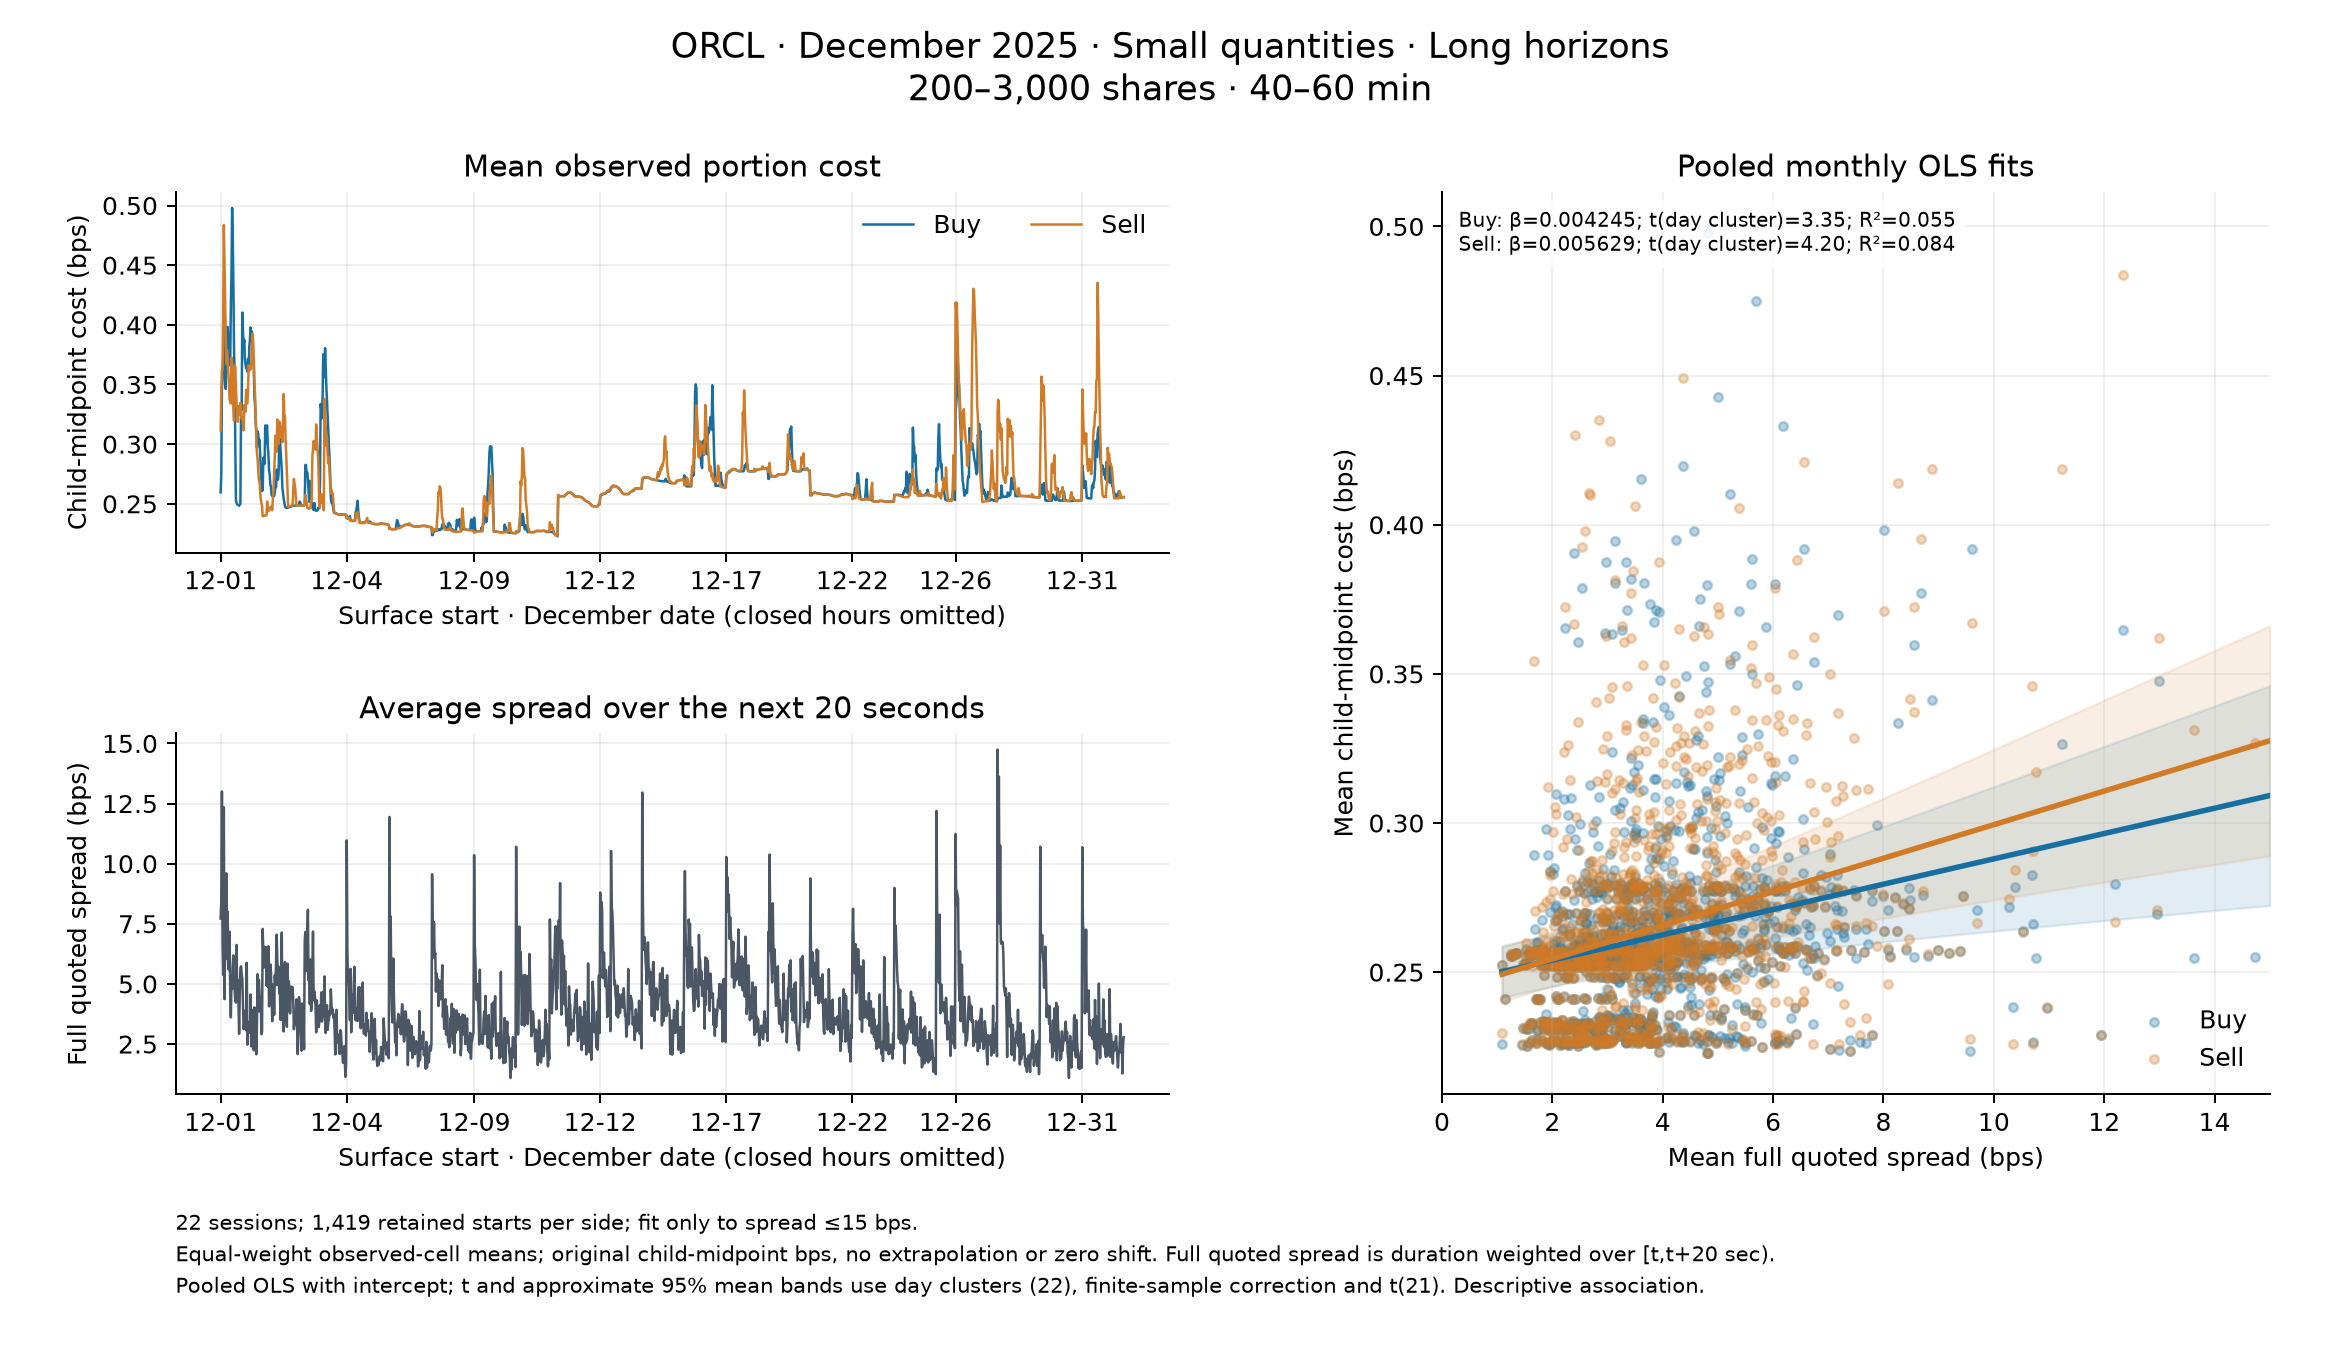 ORCL · December 2025 · Small quantities · Long horizons
200–3,000 shares · 40–60 min
Mean observed portion cost
Child-midpoint cost (bps)
0.50
0.45
0.40
0.35
0.30
0.25
Buy
Sell
12-01
12-04
12-09
12-12
12-17
12-22
12-26
12-31
Surface start · December date (closed hours omitted)
Average spread over the next 20 seconds
Full quoted spread (bps)
15.0
12.5
10.0
7.5
5.0
2.5
12-01
12-04
12-09
12-12
12-17
12-22
12-26
12-31
Surface start · December date (closed hours omitted)
Pooled monthly OLS fits
Buy: β=0.004245; t(day cluster)=3.35; R²=0.055
Sell: β=0.005629; t(day cluster)=4.20; R²=0.084
Mean child-midpoint cost (bps)
0.50
0.45
0.40
0.35
0.30
0.25
Buy
Sell
0
2
4
6
8
10
12
14
Mean full quoted spread (bps)
22 sessions; 1,419 retained starts per side; fit only to spread ≤15 bps.
Equal-weight observed-cell means; original child-midpoint bps, no extrapolation or zero shift. Full quoted spread is duration weighted over [t,t+20 sec).
Pooled OLS with intercept; t and approximate 95% mean bands use day clusters (22), finite-sample correction and t(21). Descriptive association.